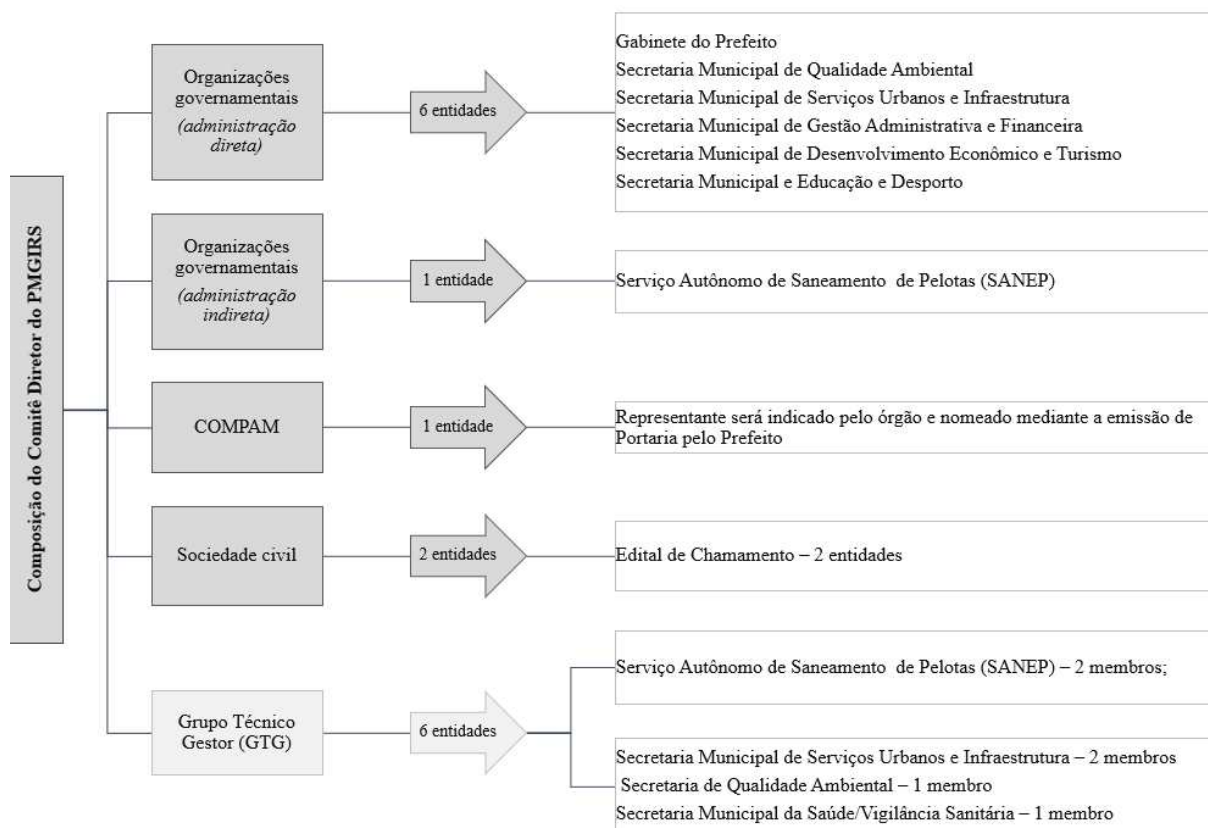 Composição do Comitê Diretor do PMGIRS
Organizações
governamentais
(administração
direta)
6 entidades
Gabinete do Prefeito
Secretaria Municipal de Qualidade Ambiental
Secretaria Municipal de Serviços Urbanos e Infraestrutura
Secretaria Municipal de Gestão Administrativa e Financeira
Secretaria Municipal de Desenvolvimento Econômico e Turismo
Secretaria Municipal e Educação e Desporto
Organizações
governamentais
(administração
indireta)
1 entidade
Serviço Autônomo de Saneamento de Pelotas (SANEP)
COMPAM
1 entidade
Representante será indicado pelo órgão e nomeado mediante a emissão de
Portaria pelo Prefeito
Sociedade civil
2 entidades
Edital de Chamamento – 2 entidades
Grupo Técnico
Gestor (GTG)
6 entidades
Serviço Autônomo de Saneamento de Pelotas (SANEP) – 2 membros;
Secretaria Municipal de Serviços Urbanos e Infraestrutura – 2 membros
Secretaria de Qualidade Ambiental – 1 membro
Secretaria Municipal da Saúde/Vigilância Sanitária – 1 membro